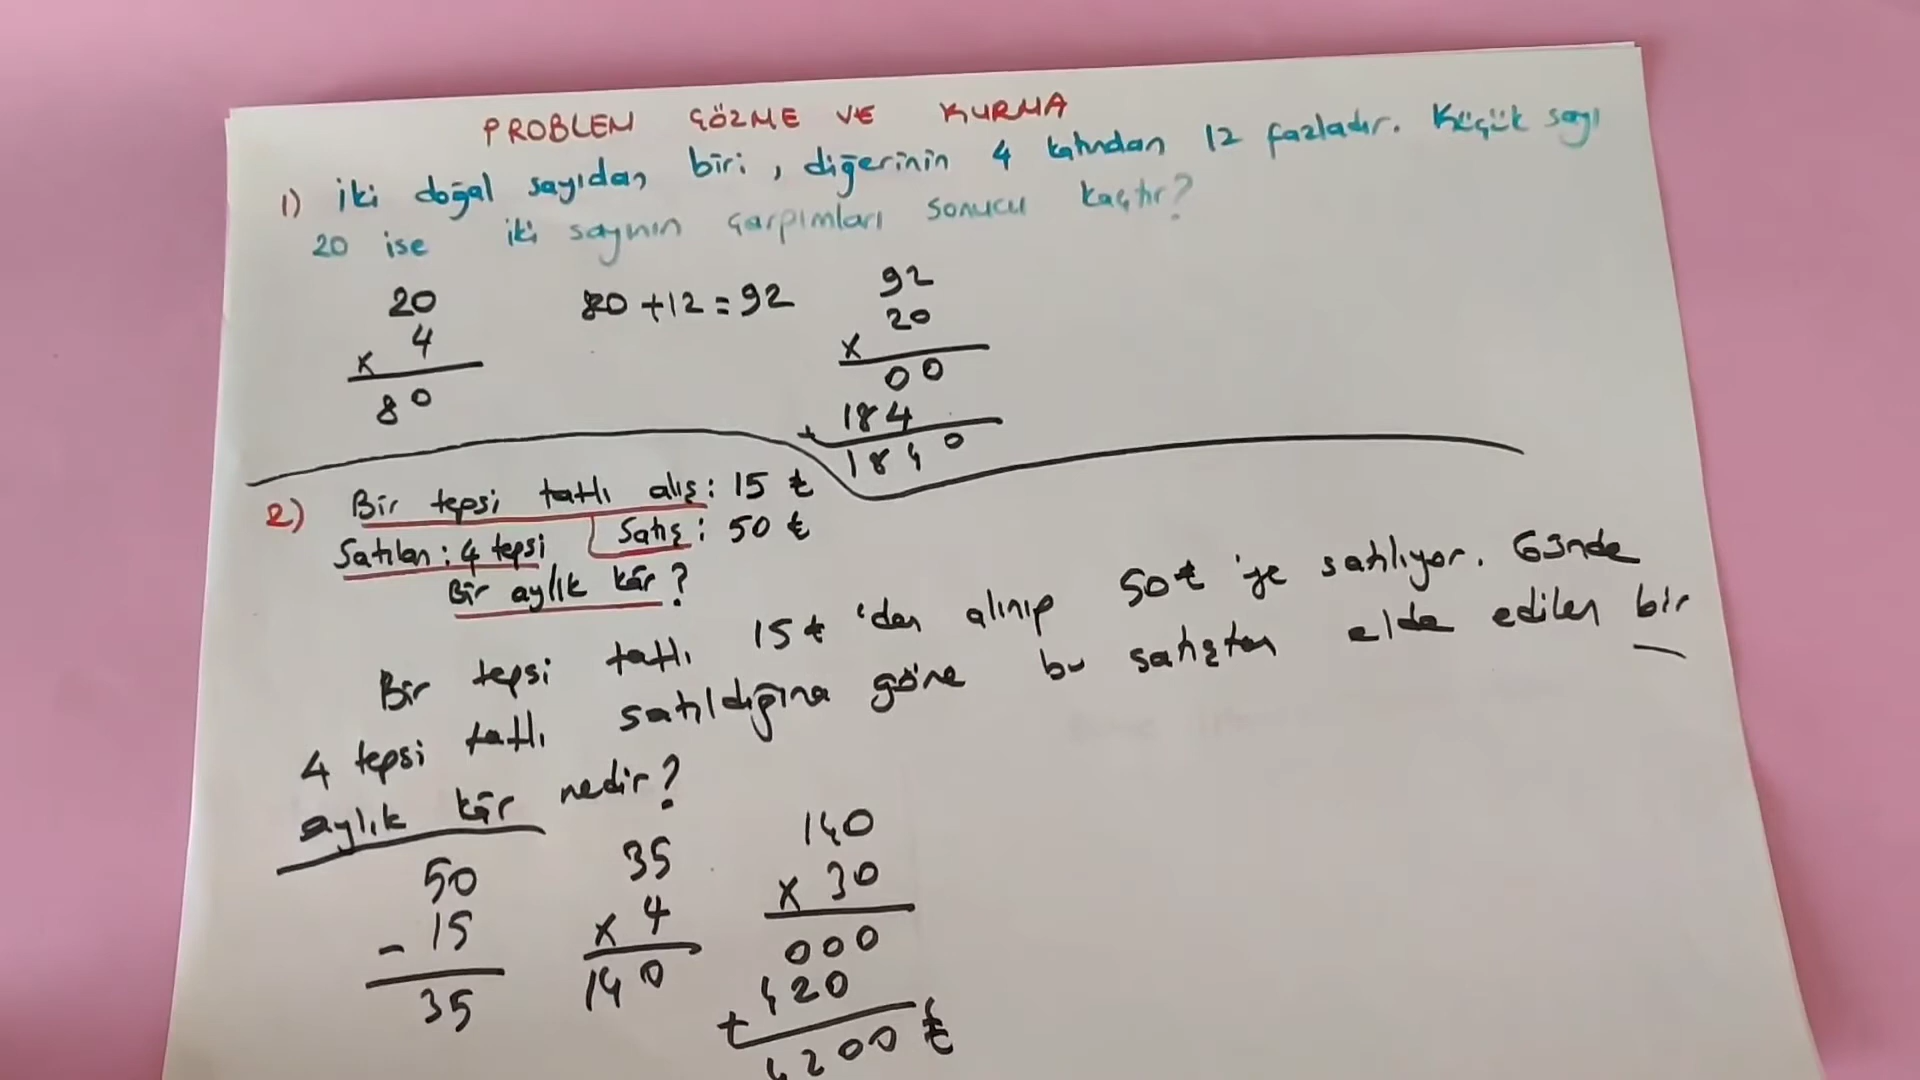 PROBLEM ÇÖZME VE KURMA
1) İki doğal sayıdan biri, diğerinin 4 katından 12 fazladır. Küçük sayı
20 ise iki sayının çarpımları sonucu kaçtır?
20
x 4
80
80 +12=92
92
20
x
00
184
+
1840
2) Bir tepsi tatlı alış: 15 ₺
Satılan: 4 tepsi Satış: 50 ₺
Bir aylık kâr?
Bir tepsi tatlı 15₺ 'den alınıp 50₺ 'ye satılıyor. Günde
4 tepsi tatlı satıldığına göre bu satıştan elde edilen bir
aylık kâr nedir?
50
- 15
35
35
x 4
140
140
x 30
000
420
+
4200 ₺